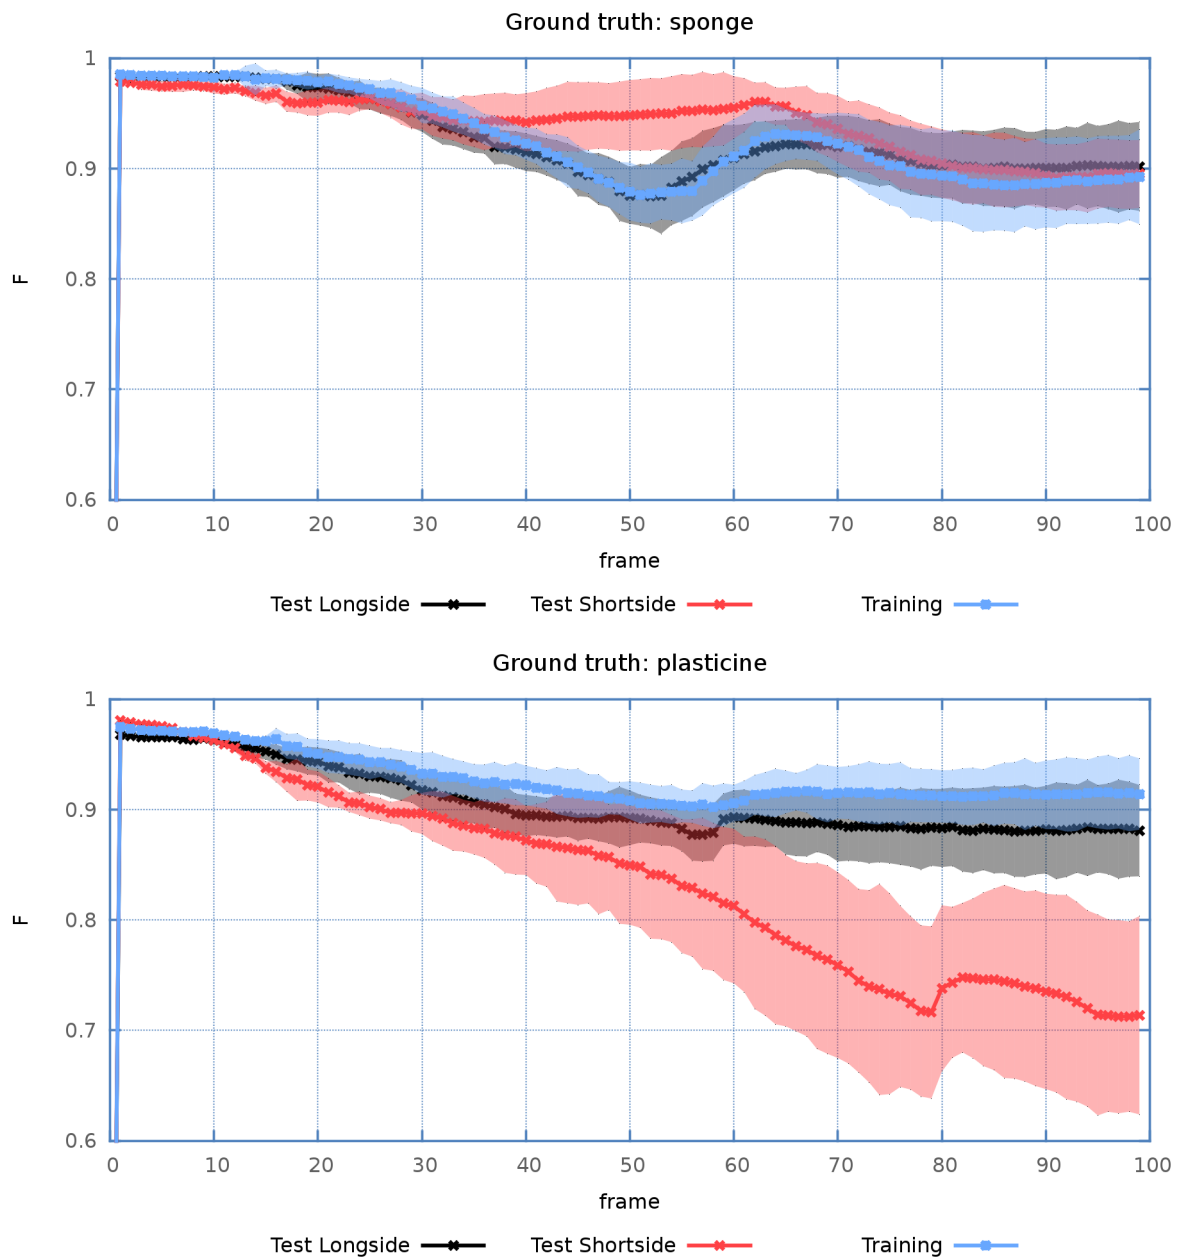 Ground truth: sponge
1
0.9
0.8
0.7
0.6
F
0 10 20 30 40 50 60 70 80 90 100
frame
Test Longside Test Shortside Training
Ground truth: plasticine
1
0.9
0.8
0.7
0.6
F
0 10 20 30 40 50 60 70 80 90 100
frame
Test Longside Test Shortside Training